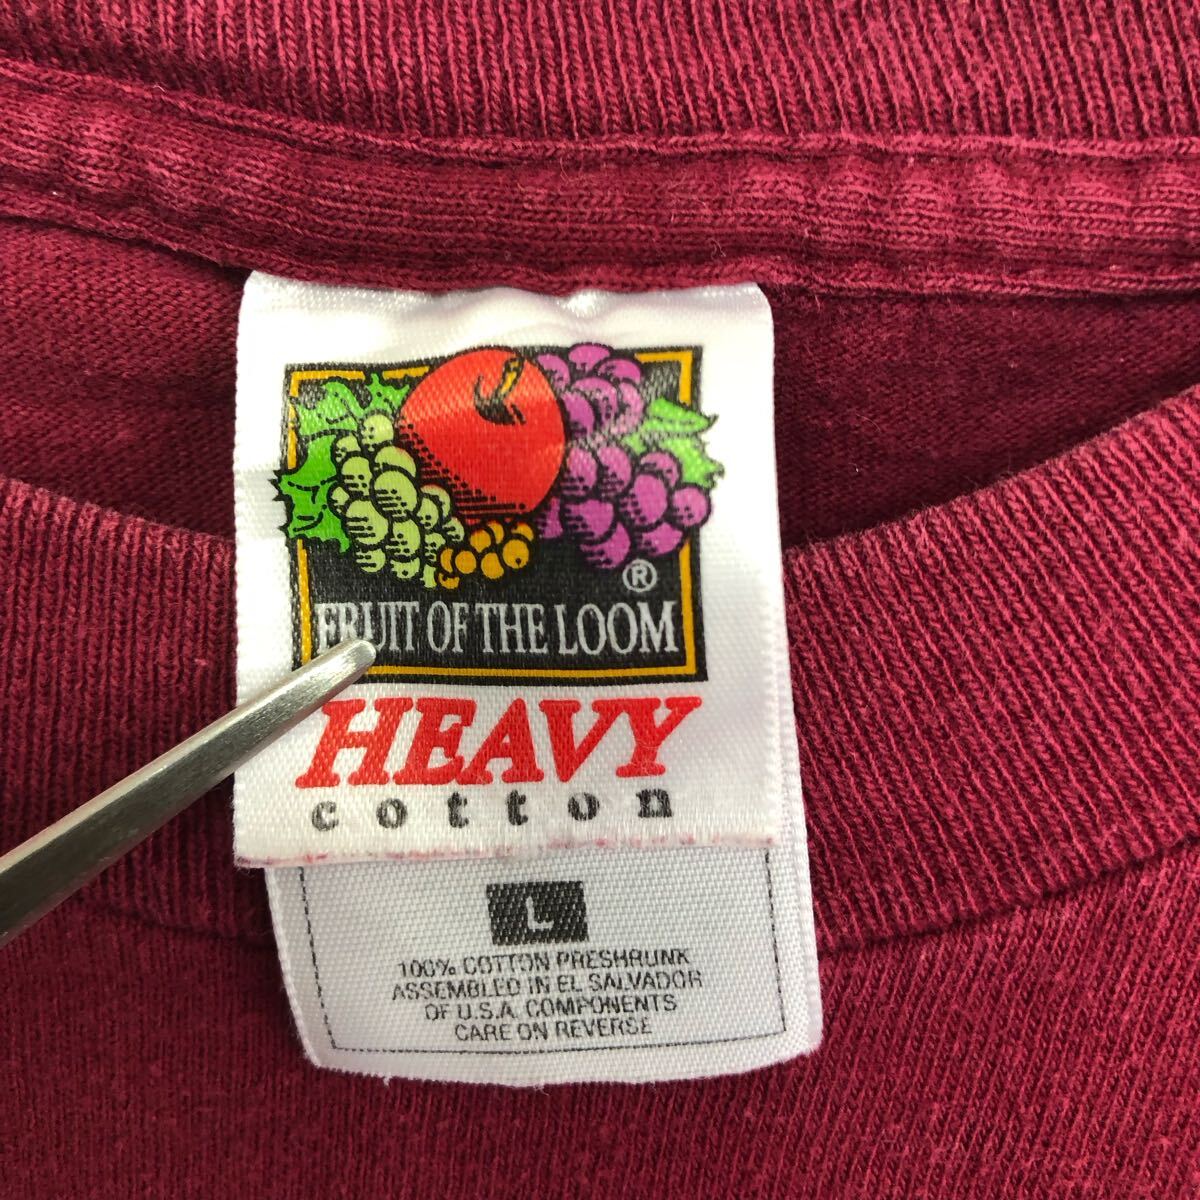 ®
FRUIT OF THE LOOM
HEAVY
cotton
L
100% COTTON PRESHRUNK
ASSEMBLED IN EL SALVADOR
OF U.S.A. COMPONENTS
CARE ON REVERSE